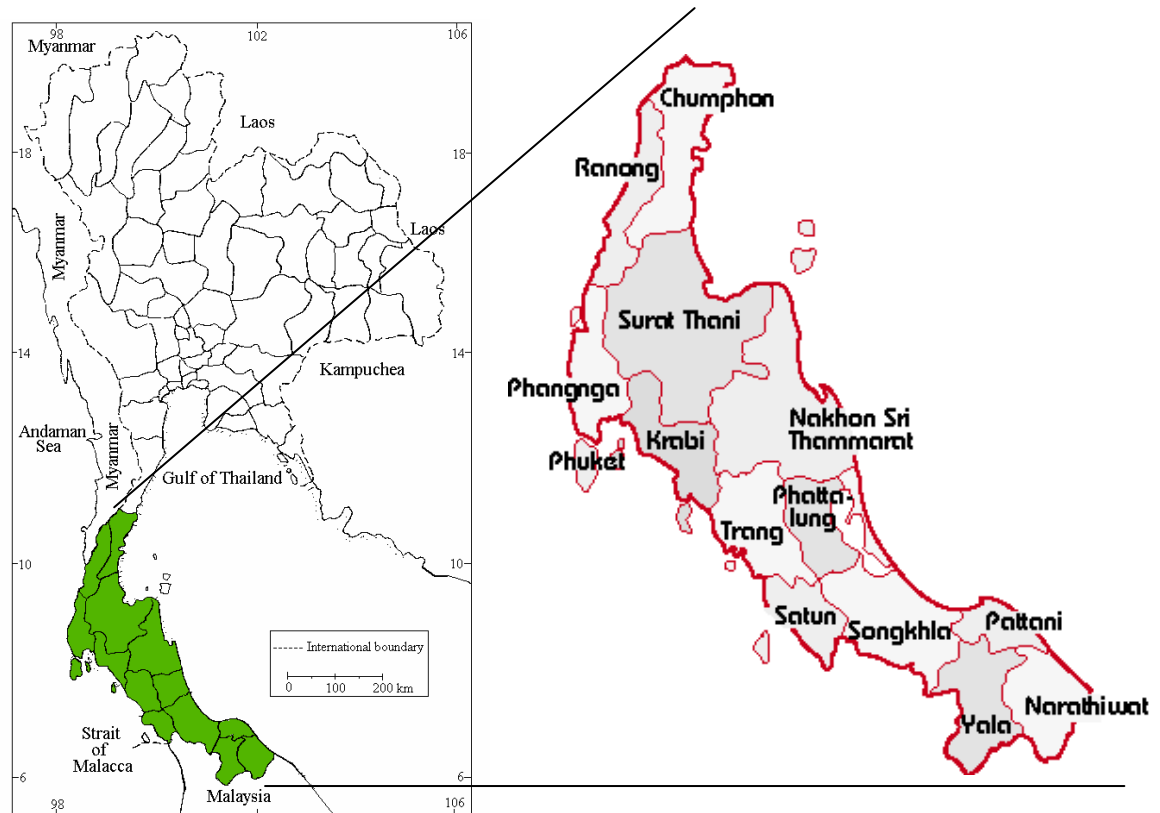 98
102
106
Myanmar
Laos
18
18
Laos
Myanmar
14
14
Kampuchea
Andaman
Sea
Myanmar
Gulf of Thailand
10
10
International boundary
0 100 200 km
Strait
of
Malacca
6
6
Malaysia
98
106
Chumphon
Ranong
Surat Thani
Phangnga
Nakhon Sri
Thammarat
Krabi
Phuket
Phatta-
lung
Trang
Satun
Songkhla
Pattani
Narathiwat
Yala